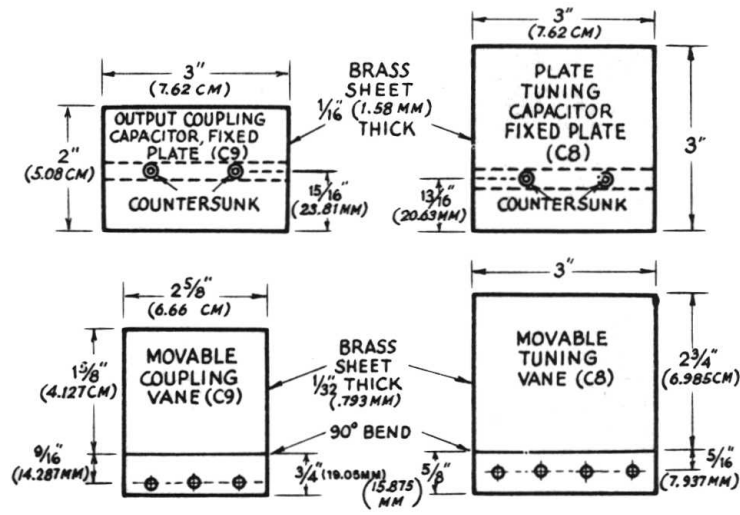 3"
(7.62 CM)
OUTPUT COUPLING
CAPACITOR, FIXED
PLATE (C9)
COUNTERSUNK
2"
(5.08 CM)
15/16"
(23.81 MM)
BRASS
SHEET
1/16" (1.58 MM)
THICK
3"
(7.62 CM)
PLATE
TUNING
CAPACITOR
FIXED PLATE
(C8)
COUNTERSUNK
3"
13/16"
(20.63 MM)
2 5/8"
(6.66 CM)
MOVABLE
COUPLING
VANE (C9)
1 5/8"
(4.127 CM)
9/16"
(14.287 MM)
3/4" (19.05 MM)
BRASS
SHEET
1/32" THICK
(.793 MM)
90° BEND
3"
MOVABLE
TUNING
VANE (C8)
2 3/4"
(6.985 CM)
5/8"
(15.875
MM)
5/16"
(7.937 MM)